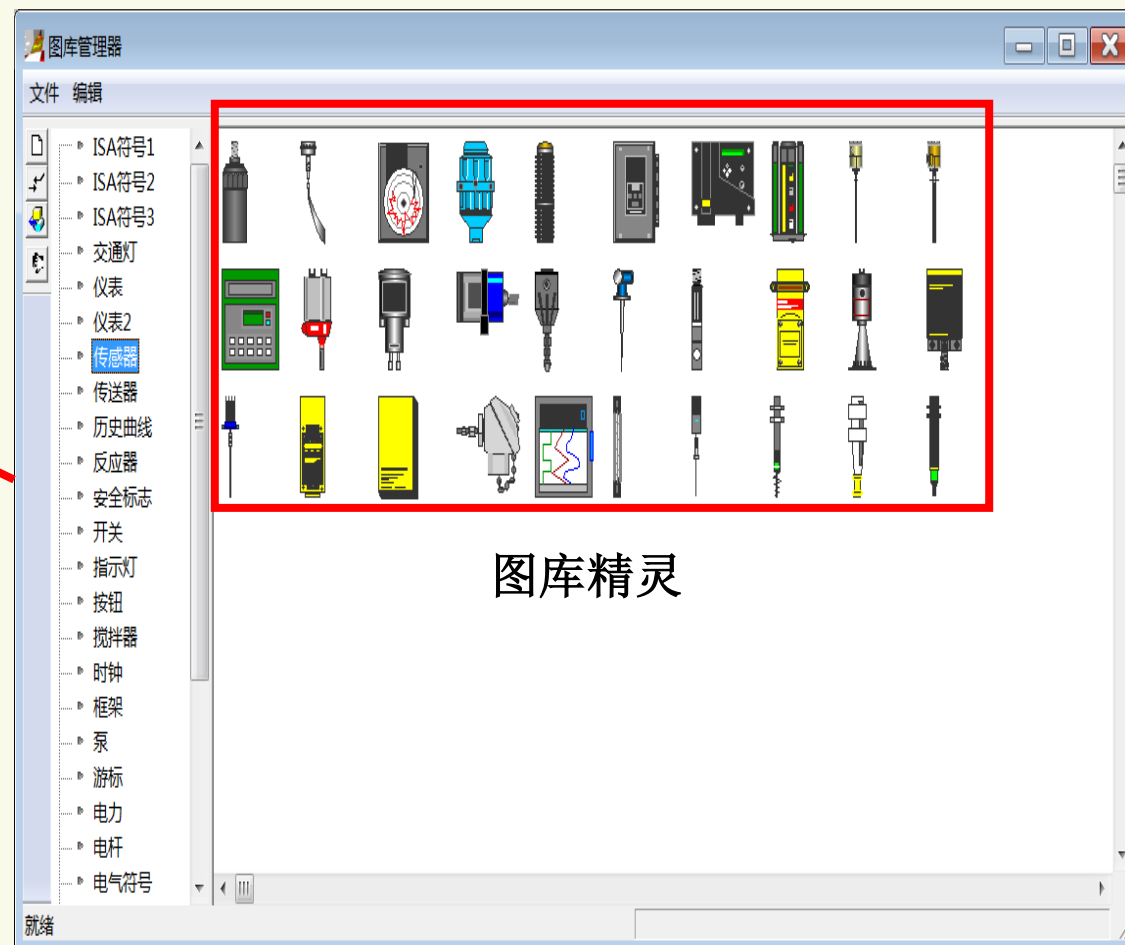 图库管理器
文件 编辑
ISA符号1
ISA符号2
ISA符号3
交通灯
仪表
仪表2
传感器
传送器
历史曲线
反应器
安全标志
开关
指示灯
按钮
搅拌器
时钟
框架
泵
游标
电力
电杆
电气符号
图库精灵
就绪